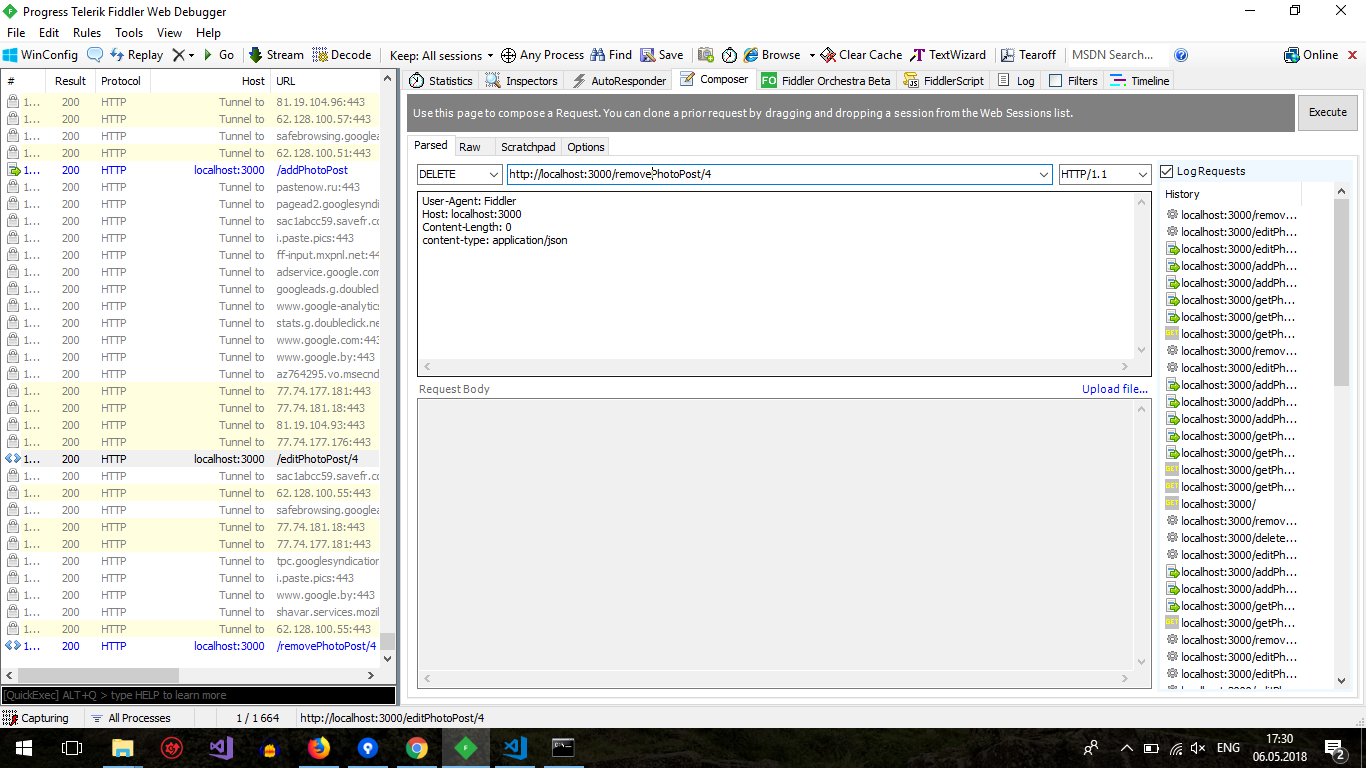 Progress Telerik Fiddler Web Debugger
File Edit Rules Tools View Help
WinConfig Replay Go Stream Decode Keep: All sessions Any Process Find Save Browse Clear Cache TextWizard Tearoff MSDN Search... Online
# Result Protocol Host URL
Statistics Inspectors AutoResponder Composer Fiddler Orchestra Beta FiddlerScript Log Filters Timeline
1... 200 HTTP Tunnel to 81.19.104.96:443
1... 200 HTTP Tunnel to 62.128.100.57:443
1... 200 HTTP Tunnel to safebrowsing.googlea
1... 200 HTTP Tunnel to 62.128.100.51:443
1... 200 HTTP localhost:3000 /addPhotoPost
1... 200 HTTP Tunnel to pastenow.ru:443
1... 200 HTTP Tunnel to pagead2.googlesyndi
1... 200 HTTP Tunnel to sac1abcc59.savefr.co
1... 200 HTTP Tunnel to i.paste.pics:443
1... 200 HTTP Tunnel to ff-input.mxpnl.net:44
1... 200 HTTP Tunnel to adservice.google.com
1... 200 HTTP Tunnel to googleads.g.doublecl
1... 200 HTTP Tunnel to www.google-analytics
1... 200 HTTP Tunnel to stats.g.doubleclick.ne
1... 200 HTTP Tunnel to www.google.com:443
1... 200 HTTP Tunnel to www.google.by:443
1... 200 HTTP Tunnel to az764295.vo.msecnd
1... 200 HTTP Tunnel to 77.74.177.181:443
1... 200 HTTP Tunnel to 77.74.181.18:443
1... 200 HTTP Tunnel to 81.19.104.93:443
1... 200 HTTP Tunnel to 77.74.177.176:443
1... 200 HTTP localhost:3000 /editPhotoPost/4
1... 200 HTTP Tunnel to sac1abcc59.savefr.co
1... 200 HTTP Tunnel to 62.128.100.55:443
1... 200 HTTP Tunnel to safebrowsing.googlea
1... 200 HTTP Tunnel to 77.74.181.18:443
1... 200 HTTP Tunnel to 77.74.177.181:443
1... 200 HTTP Tunnel to tpc.googlesyndication
1... 200 HTTP Tunnel to i.paste.pics:443
1... 200 HTTP Tunnel to www.google.by:443
1... 200 HTTP Tunnel to shavar.services.mozil
1... 200 HTTP Tunnel to 62.128.100.55:443
1... 200 HTTP localhost:3000 /removePhotoPost/4
[QuickExec] ALT+Q > type HELP to learn more
Use this page to compose a Request. You can clone a prior request by dragging and dropping a session from the Web Sessions list.
Execute
Parsed Raw Scratchpad Options
DELETE http://localhost:3000/removePhotoPost/4 HTTP/1.1
User-Agent: Fiddler
Host: localhost:3000
Content-Length: 0
content-type: application/json
Request Body Upload file...
Log Requests
History
localhost:3000/remov...
localhost:3000/editPh...
localhost:3000/editPh...
localhost:3000/addPh...
localhost:3000/addPh...
localhost:3000/getPh...
localhost:3000/getPh...
GET localhost:3000/getPh...
localhost:3000/remov...
localhost:3000/editPh...
localhost:3000/addPh...
localhost:3000/addPh...
localhost:3000/addPh...
localhost:3000/getPh...
localhost:3000/getPh...
GET localhost:3000/getPh...
GET localhost:3000/getPh...
GET localhost:3000/
localhost:3000/remov...
localhost:3000/delete...
localhost:3000/editPh...
localhost:3000/addPh...
localhost:3000/addPh...
localhost:3000/getPh...
GET localhost:3000/getPh...
localhost:3000/remov...
localhost:3000/editPh...
localhost:3000/editPh...
Capturing All Processes 1 / 1 664 http://localhost:3000/editPhotoPost/4
ENG 17:30
06.05.2018
2